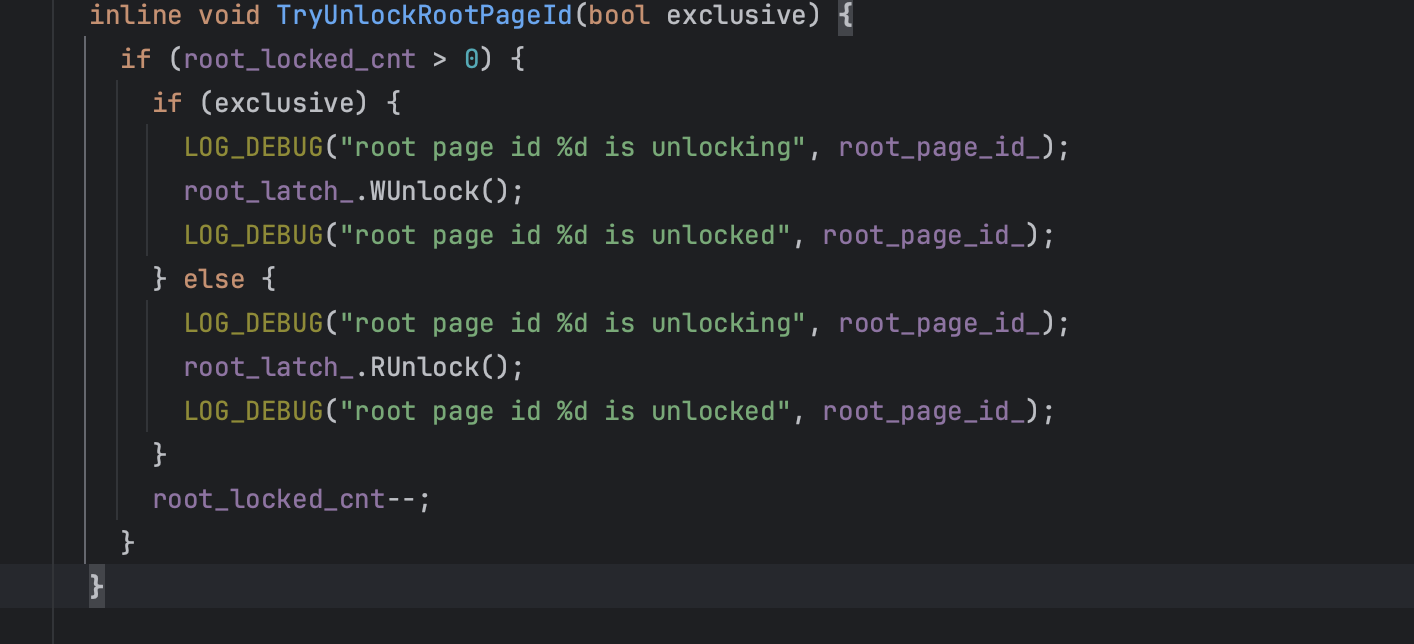 inline void TryUnlockRootPageId(bool exclusive) {
if (root_locked_cnt > 0) {
if (exclusive) {
LOG_DEBUG("root page id %d is unlocking", root_page_id_);
root_latch_.WUnlock();
LOG_DEBUG("root page id %d is unlocked", root_page_id_);
} else {
LOG_DEBUG("root page id %d is unlocking", root_page_id_);
root_latch_.RUnlock();
LOG_DEBUG("root page id %d is unlocked", root_page_id_);
}
root_locked_cnt--;
}
}